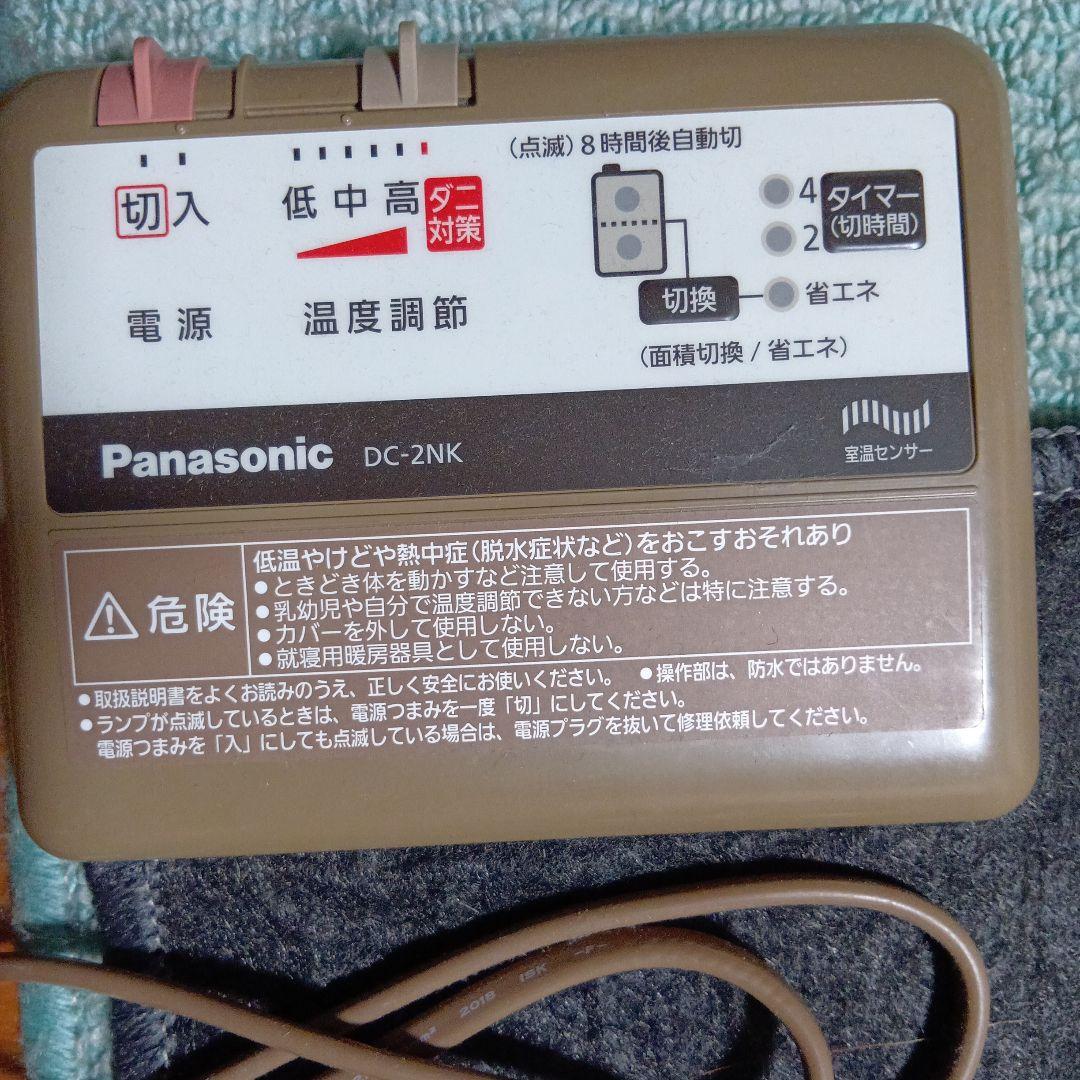 (点滅)8時間後自動切
切 入
低 中 高 ダニ対策
4 タイマー
2 (切時間)
切換 省エネ
電源 温度調節
(面積切換/省エネ)
Panasonic DC-2NK
室温センサー
危険
低温やけどや熱中症(脱水症状など)をおこすおそれあり
●ときどき体を動かすなど注意して使用する。
●乳幼児や自分で温度調節できない方などは特に注意する。
●カバーを外して使用しない。
●就寝用暖房器具として使用しない。
●取扱説明書をよくお読みのうえ、正しく安全にお使いください。 ●操作部は、防水ではありません。
●ランプが点滅しているときは、電源つまみを一度「切」にしてください。
電源つまみを「入」にしても点滅している場合は、電源プラグを抜いて修理依頼してください。
2018 ISK